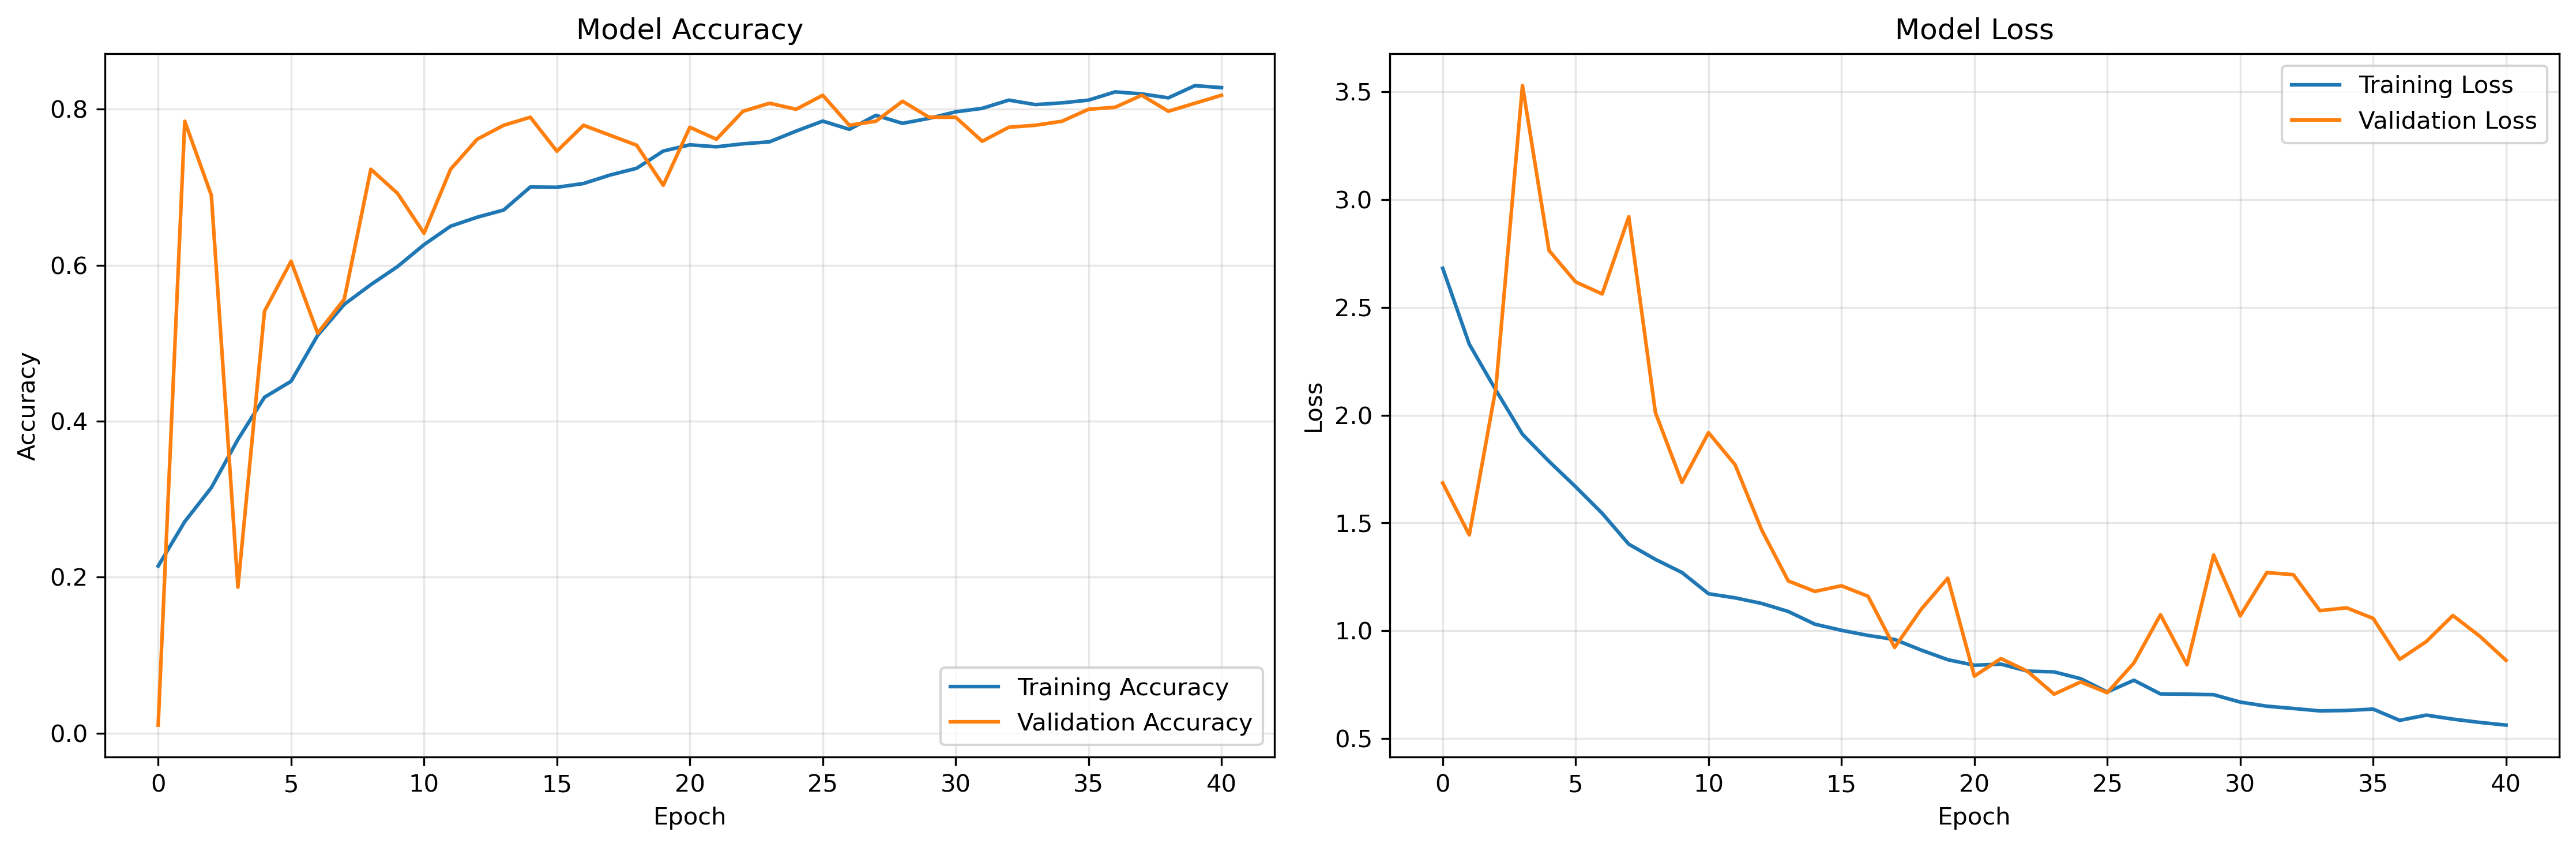 Model Accuracy
Accuracy
0.8
0.6
0.4
0.2
0.0
Training Accuracy
Validation Accuracy
0 5 10 15 20 25 30 35 40
Epoch
Model Loss
Loss
3.5
3.0
2.5
2.0
1.5
1.0
0.5
Training Loss
Validation Loss
0 5 10 15 20 25 30 35 40
Epoch